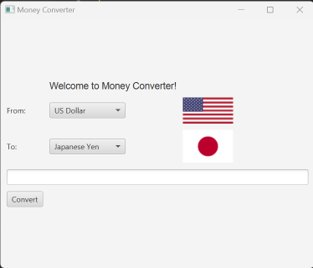 Money Converter
Welcome to Money Converter!
From:
US Dollar
To:
Japanese Yen
Convert